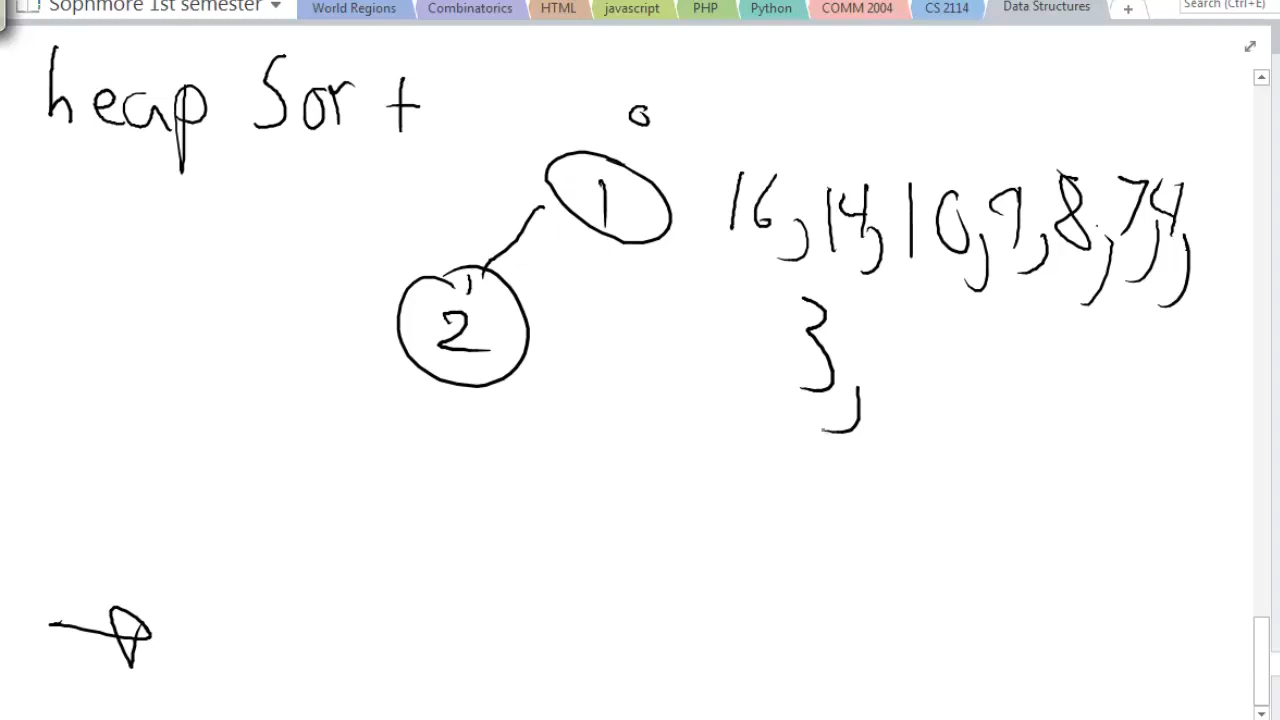 Sophmore 1st semester World Regions Combinatorics HTML javascript PHP Python COMM 2004 CS 2114 Data Structures + Search (Ctrl+E)
heap Sort
0
1 16, 14, 10, 9, 8, 7, 4,
1
2 3,